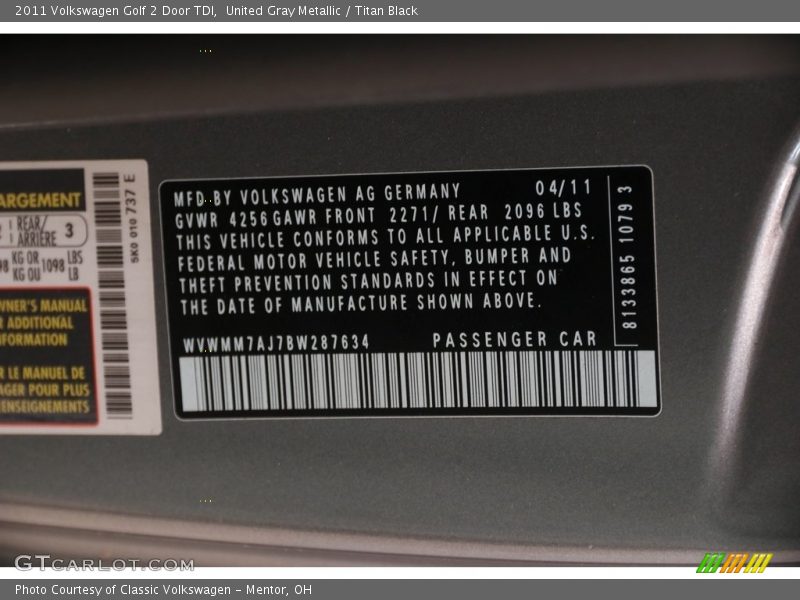 2011 Volkswagen Golf 2 Door TDI, United Gray Metallic / Titan Black
ARGEMENT
REAR/
ARRIÈRE 3
KG OR 1098 LBS
KG OU LB
5K0 010 737 E
OWNER'S MANUAL
ADDITIONAL
LE MANUEL DE
POUR PLUS
MFD BY VOLKSWAGEN AG GERMANY 04/11
GVWR 4256 GAWR FRONT 2271/ REAR 2096 LBS
THIS VEHICLE CONFORMS TO ALL APPLICABLE U.S.
FEDERAL MOTOR VEHICLE SAFETY, BUMPER AND
THEFT PREVENTION STANDARDS IN EFFECT ON
THE DATE OF MANUFACTURE SHOWN ABOVE.
WVWMM7AJ7BW287634 PASSENGER CAR
8133865 1079 3
GTCARLOT.COM
Photo Courtesy of Classic Volkswagen - Mentor, OH